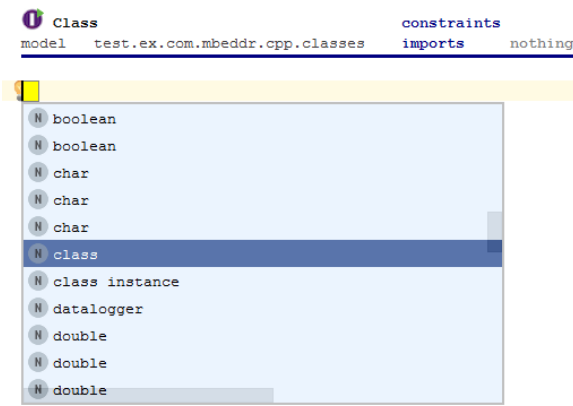 Class constraints
model test.ex.com.mbeddr.cpp.classes imports nothing
N boolean
N boolean
N char
N char
N char
N class
N class instance
N datalogger
N double
N double
N double